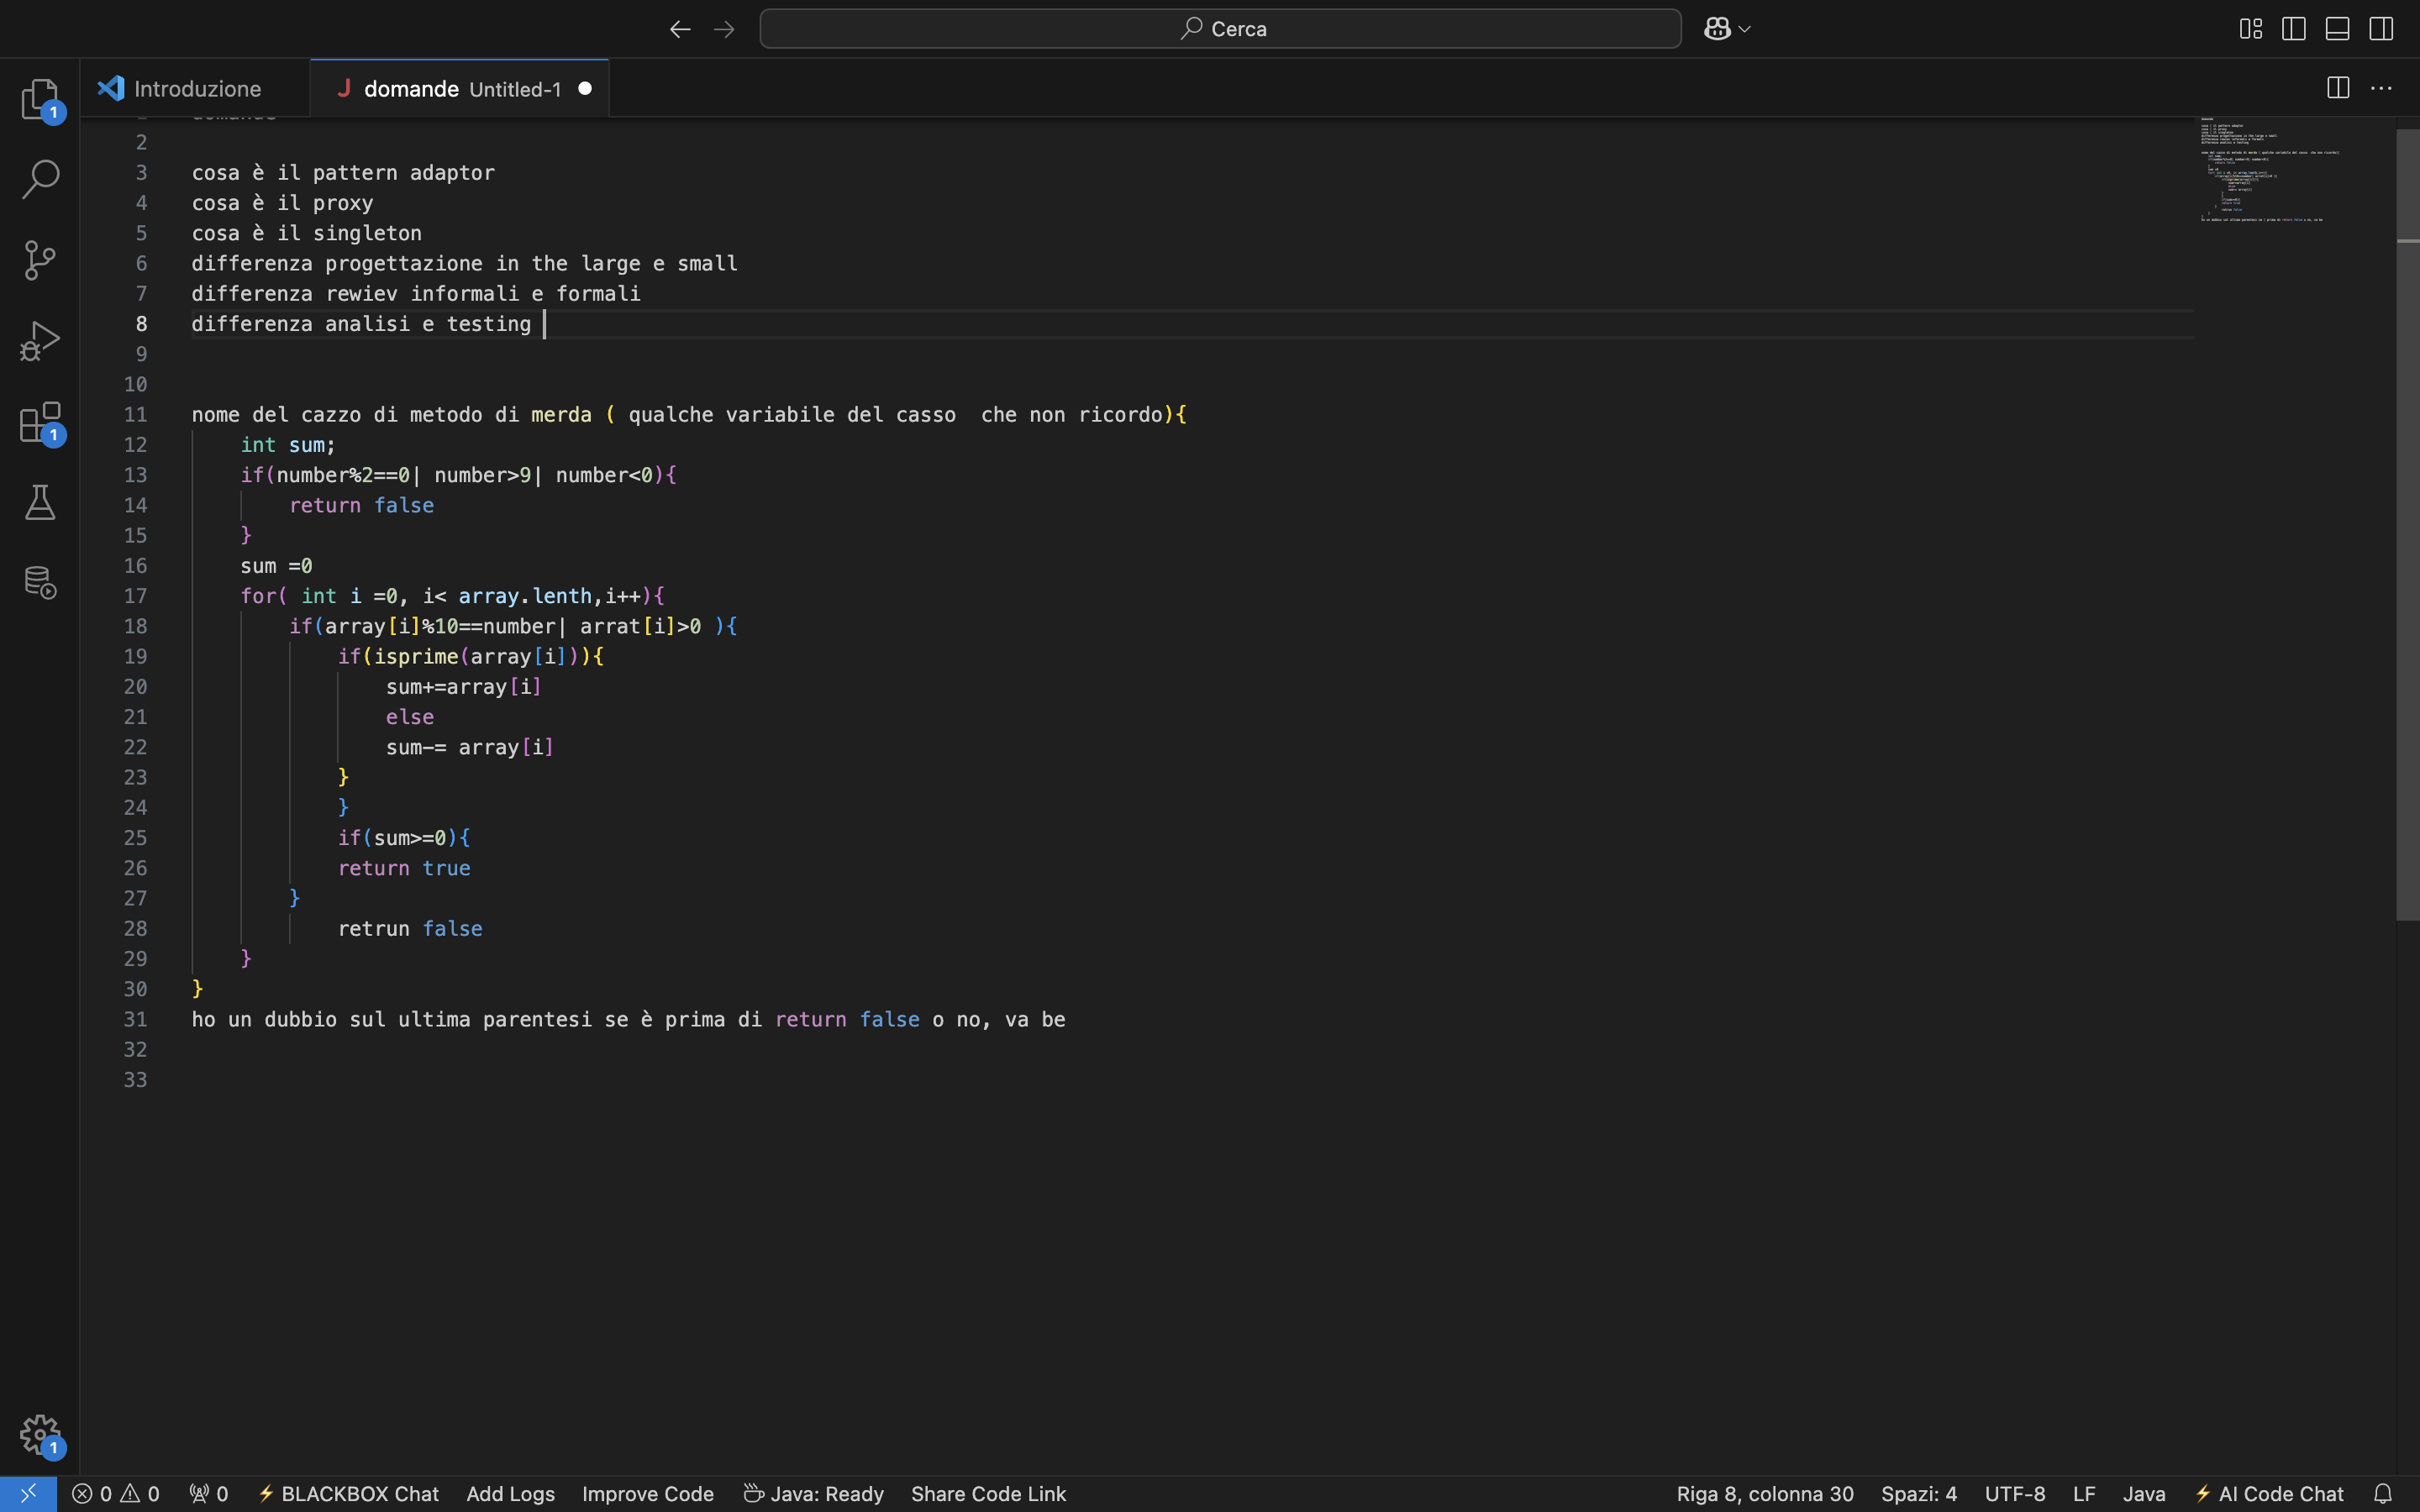 Cerca
Introduzione
domande Untitled-1
1
2
3 cosa è il pattern adaptor
4 cosa è il proxy
5 cosa è il singleton
6 differenza progettazione in the large e small
7 differenza rewiev informali e formali
8 differenza analisi e testing
9
10
11 nome del cazzo di metodo di merda ( qualche variabile del casso  che non ricordo){
12 int sum;
13 if(number%2==0| number>9| number<0){
14 return false
15 }
16 sum =0
17 for( int i =0, i< array.lenth,i++){
18 if(array[i]%10==number| arrat[i]>0 ){
19 if(isprime(array[i])){
20 sum+=array[i]
21 else
22 sum-= array[i]
23 }
24 }
25 if(sum>=0){
26 return true
27 }
28 retrun false
29 }
30 }
31 ho un dubbio sul ultima parentesi se è prima di return false o no, va be
32
33
1
1
0 0 0 BLACKBOX Chat Add Logs Improve Code Java: Ready Share Code Link Riga 8, colonna 30 Spazi: 4 UTF-8 LF Java AI Code Chat